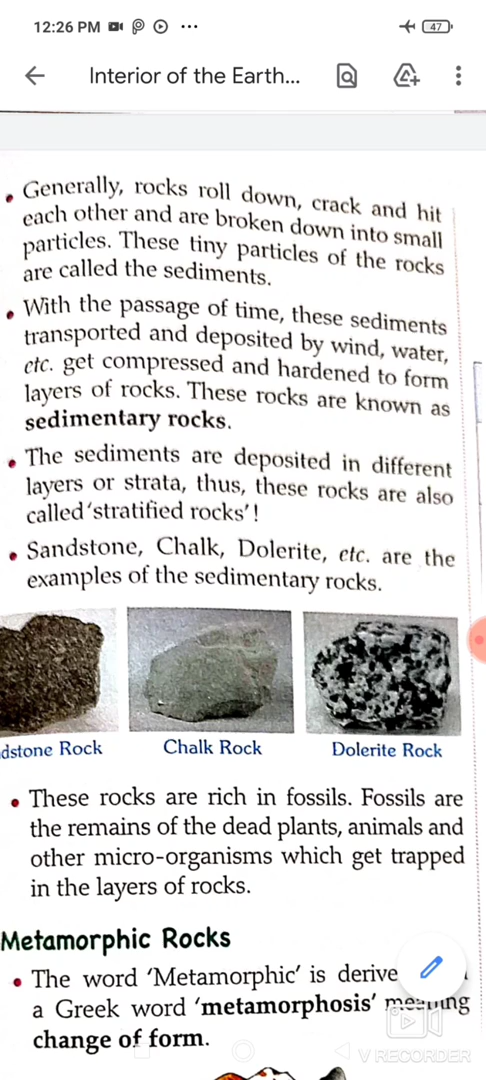 12:26 PM
47
Interior of the Earth...
Generally, rocks roll down, crack and hit
each other and are broken down into small
particles. These tiny particles of the rocks
are called the sediments.
With the passage of time, these sediments
transported and deposited by wind, water,
etc. get compressed and hardened to form
layers of rocks. These rocks are known as
sedimentary rocks.
The sediments are deposited in different
layers or strata, thus, these rocks are also
called 'stratified rocks'!
Sandstone, Chalk, Dolerite, etc. are the
examples of the sedimentary rocks.
dstone Rock
Chalk Rock
Dolerite Rock
These rocks are rich in fossils. Fossils are
the remains of the dead plants, animals and
other micro-organisms which get trapped
in the layers of rocks.
Metamorphic Rocks
The word 'Metamorphic' is derive
a Greek word 'metamorphosis' meaning
change of form.
V RECORDER